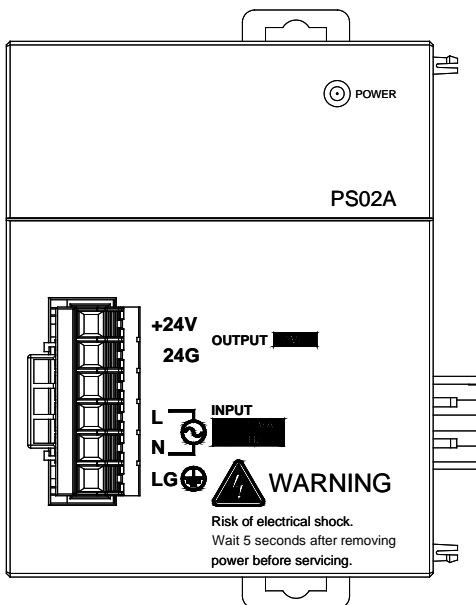 POWER
PS02A
+24V
24G
OUTPUT
L
N
LG
INPUT
WARNING
Risk of electrical shock.
Wait 5 seconds after removing
power before servicing.